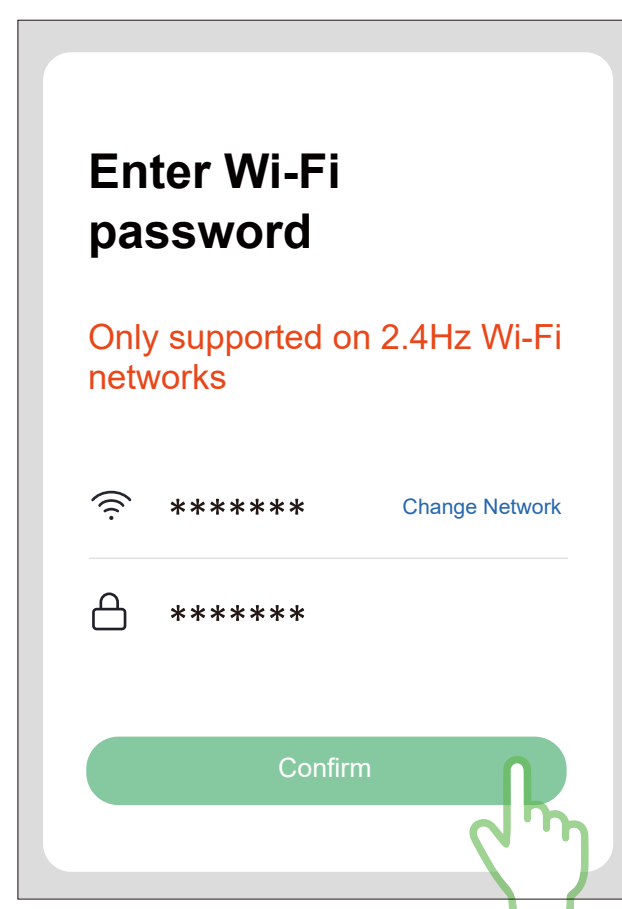 Enter Wi-Fi
password
Only supported on 2.4Hz Wi-Fi
networks
******* Change Network
*******
Confirm